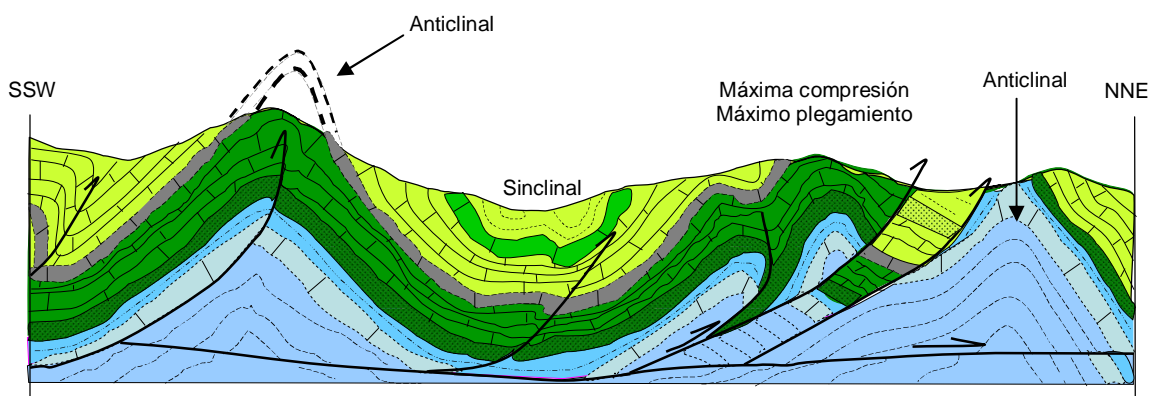 Anticlinal
SSW
Máxima compresión
Máximo plegamiento
Anticlinal
NNE
Sinclinal